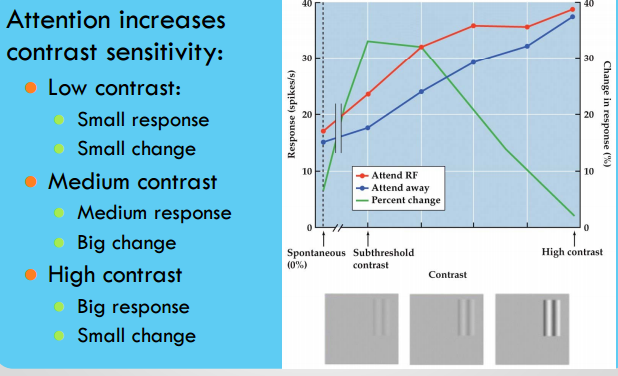 Attention increases
contrast sensitivity:
Low contrast:
Small response
Small change
Medium contrast
Medium response
Big change
High contrast
Big response
Small change
Response (spikes/s)
40
30
20
10
0
Attend RF
Attend away
Percent change
40
30
20
10
0
Change in response (%)
Spontaneous
(0%)
Subthreshold
contrast
High contrast
Contrast